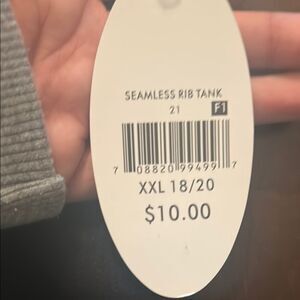 SEAMLESS RIB TANK
21 F1
7 08820 99499 7
XXL 18/20
$10.00